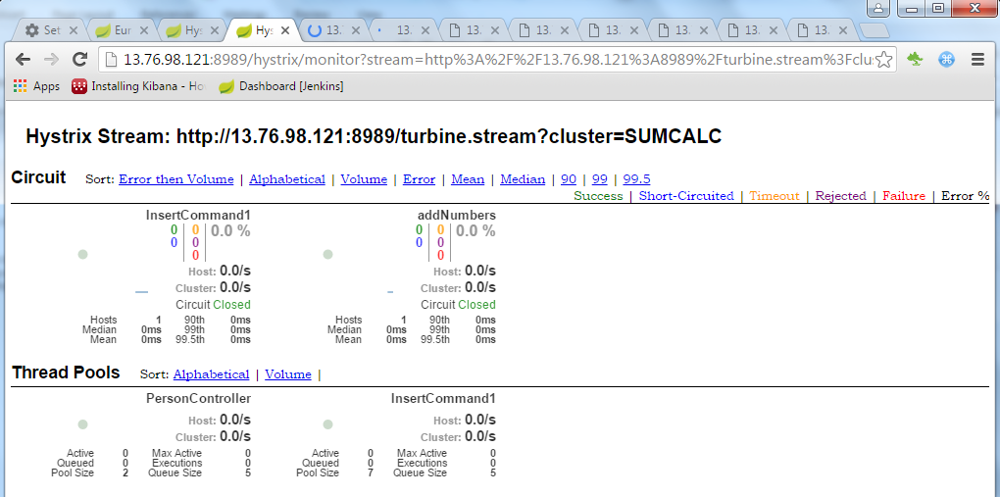 Set
Eur
Hys
Hys
13.
13.
13.
13.
13.
13.
13.
13.
13.76.98.121:8989/hystrix/monitor?stream=http%3A%2F%2F13.76.98.121%3A8989%2Fturbine.stream%3Fclu
Apps Installing Kibana - Ho Dashboard [Jenkins]
Hystrix Stream: http://13.76.98.121:8989/turbine.stream?cluster=SUMCALC
Circuit Sort: Error then Volume | Alphabetical | Volume | Error | Mean | Median | 90 | 99 | 99.5
Success | Short-Circuited | Timeout | Rejected | Failure | Error %
InsertCommand1
0 0 0.0 %
0 0
0
Host: 0.0/s
Cluster: 0.0/s
Circuit Closed
Hosts 1 90th 0ms
Median 0ms 99th 0ms
Mean 0ms 99.5th 0ms
addNumbers
0 0 0.0 %
0 0
0
Host: 0.0/s
Cluster: 0.0/s
Circuit Closed
Hosts 1 90th 0ms
Median 0ms 99th 0ms
Mean 0ms 99.5th 0ms
Thread Pools Sort: Alphabetical | Volume |
PersonController
Host: 0.0/s
Cluster: 0.0/s
Active 0 Max Active 0
Queued 0 Executions 0
Pool Size 2 Queue Size 5
InsertCommand1
Host: 0.0/s
Cluster: 0.0/s
Active 0 Max Active 0
Queued 0 Executions 0
Pool Size 7 Queue Size 5